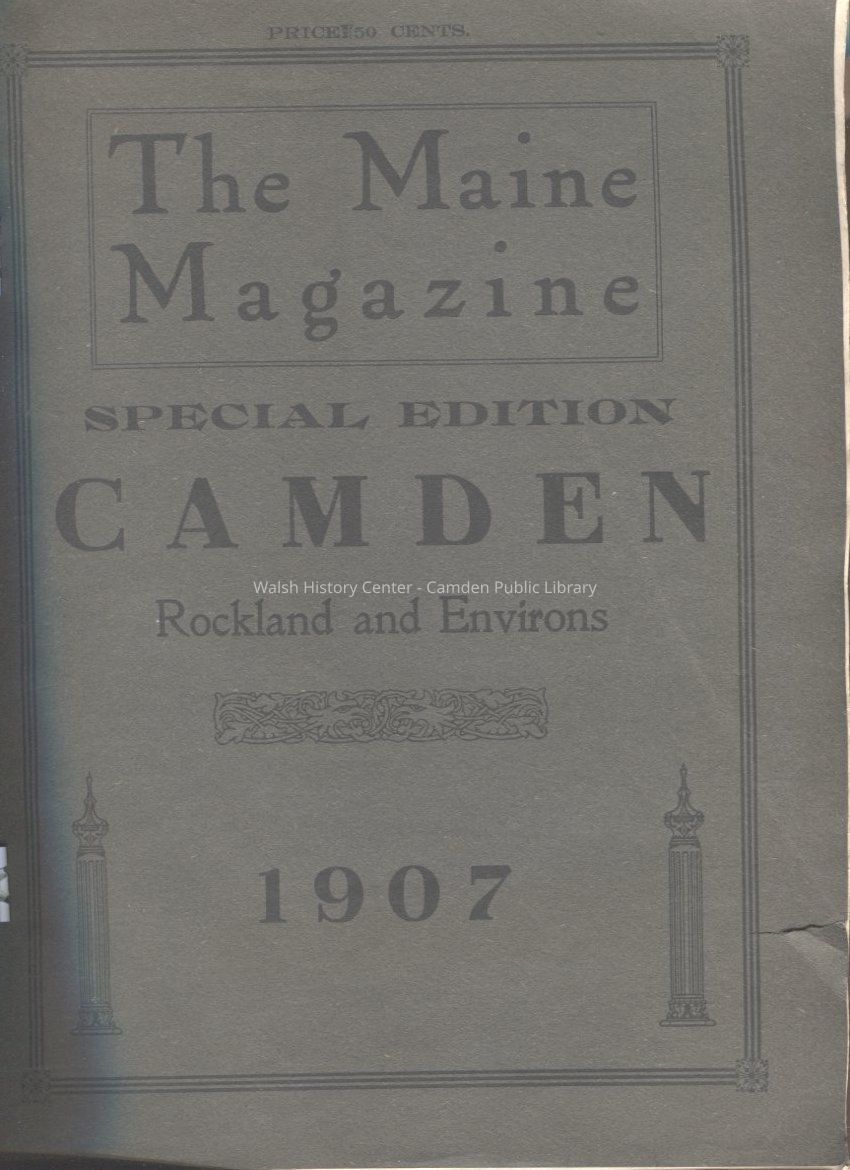 PRICE 50 CENTS.
The Maine
Magazine
SPECIAL EDITION
CAMDEN
Walsh History Center - Camden Public Library
Rockland and Environs
1907